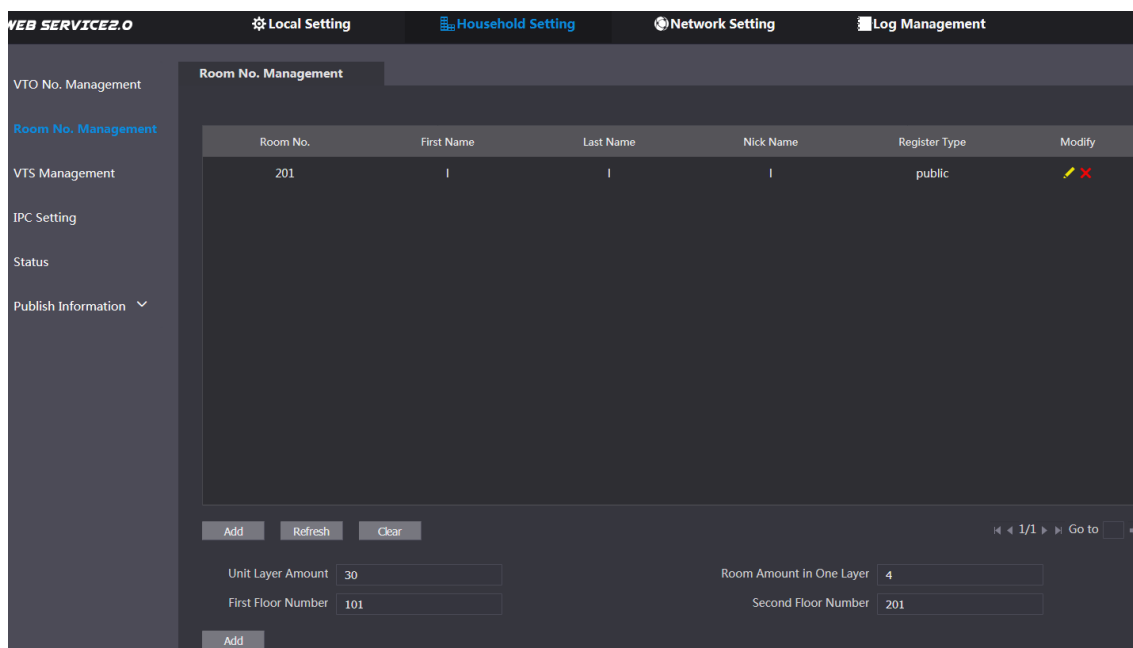 WEB SERVICE2.0 Local Setting Household Setting Network Setting Log Management
VTO No. Management
Room No. Management
VTS Management
IPC Setting
Status
Publish Information
Room No. Management
Room No. First Name Last Name Nick Name Register Type Modify
201 l l l public
Add Refresh Clear 1/1 Go to
Unit Layer Amount 30 Room Amount in One Layer 4
First Floor Number 101 Second Floor Number 201
Add